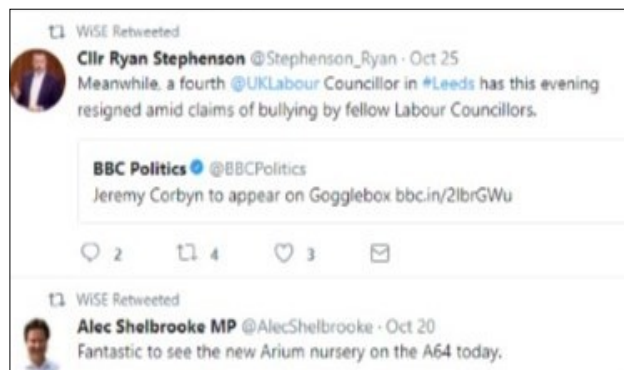 WiSE Retweeted
Cllr Ryan Stephenson @Stephenson_Ryan · Oct 25
Meanwhile, a fourth @UKLabour Councillor in #Leeds has this evening
resigned amid claims of bullying by fellow Labour Councillors.
BBC Politics @BBCPolitics
Jeremy Corbyn to appear on Gogglebox bbc.in/2lbrGWu
2 4 3
WiSE Retweeted
Alec Shelbrooke MP @AlecShelbrooke · Oct 20
Fantastic to see the new Arium nursery on the A64 today.